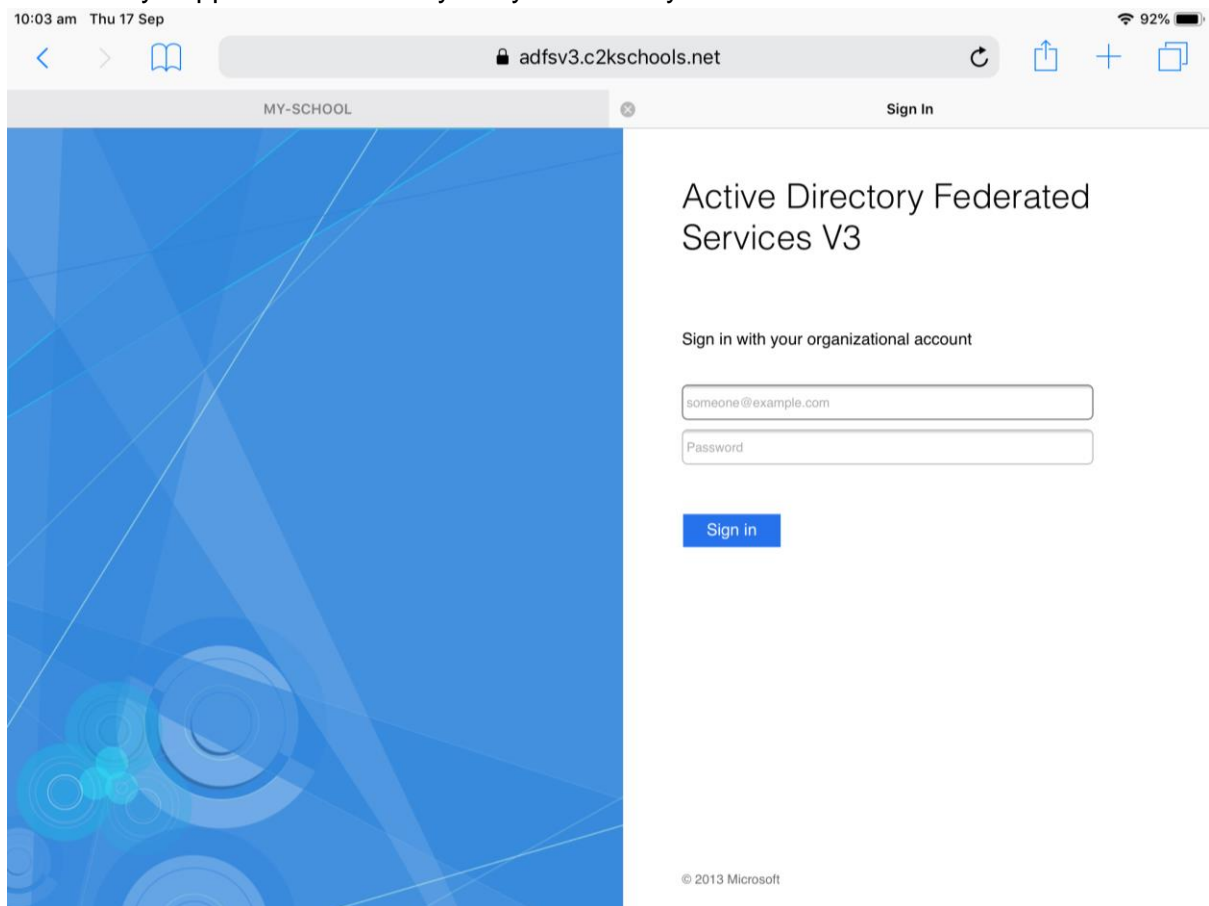 10:03 am Thu 17 Sep
92%
adfsv3.c2kschools.net
MY-SCHOOL
Sign In
Active Directory Federated
Services V3
Sign in with your organizational account
someone@example.com
Password
Sign in
© 2013 Microsoft